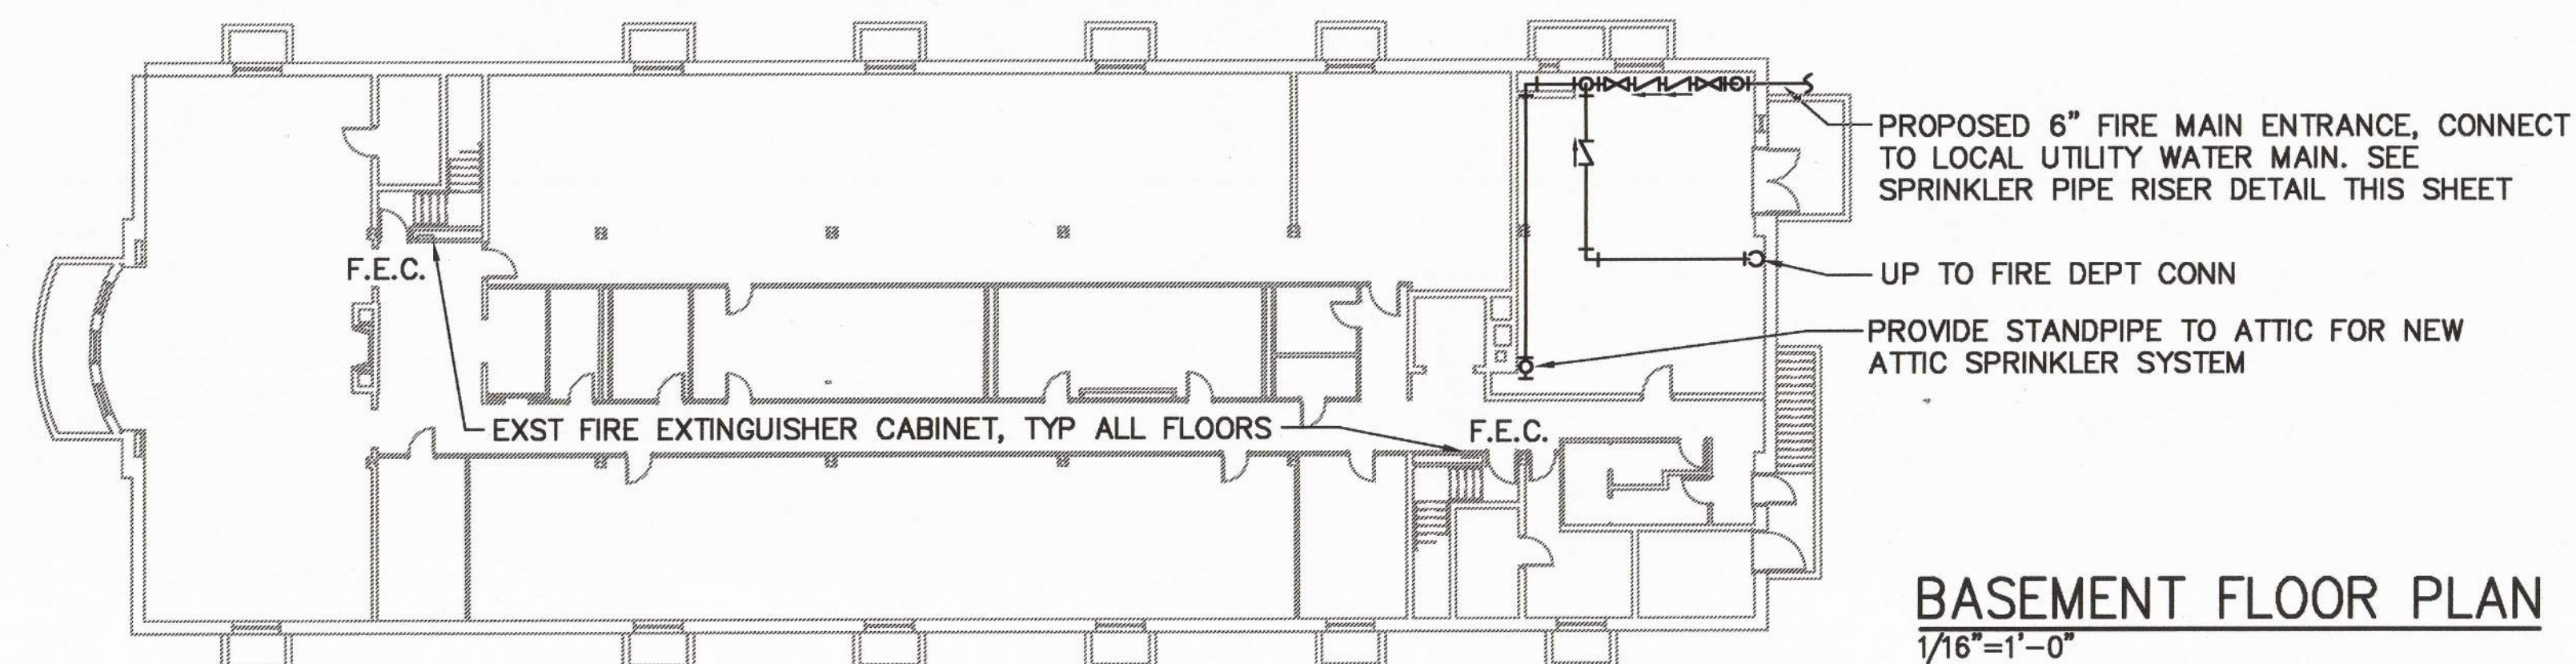 PROPOSED 6" FIRE MAIN ENTRANCE, CONNECT
TO LOCAL UTILITY WATER MAIN. SEE
SPRINKLER PIPE RISER DETAIL THIS SHEET
F.E.C.
UP TO FIRE DEPT CONN
PROVIDE STANDPIPE TO ATTIC FOR NEW
ATTIC SPRINKLER SYSTEM
EXST FIRE EXTINGUISHER CABINET, TYP ALL FLOORS
F.E.C.
BASEMENT FLOOR PLAN
1/16"=1'-0"